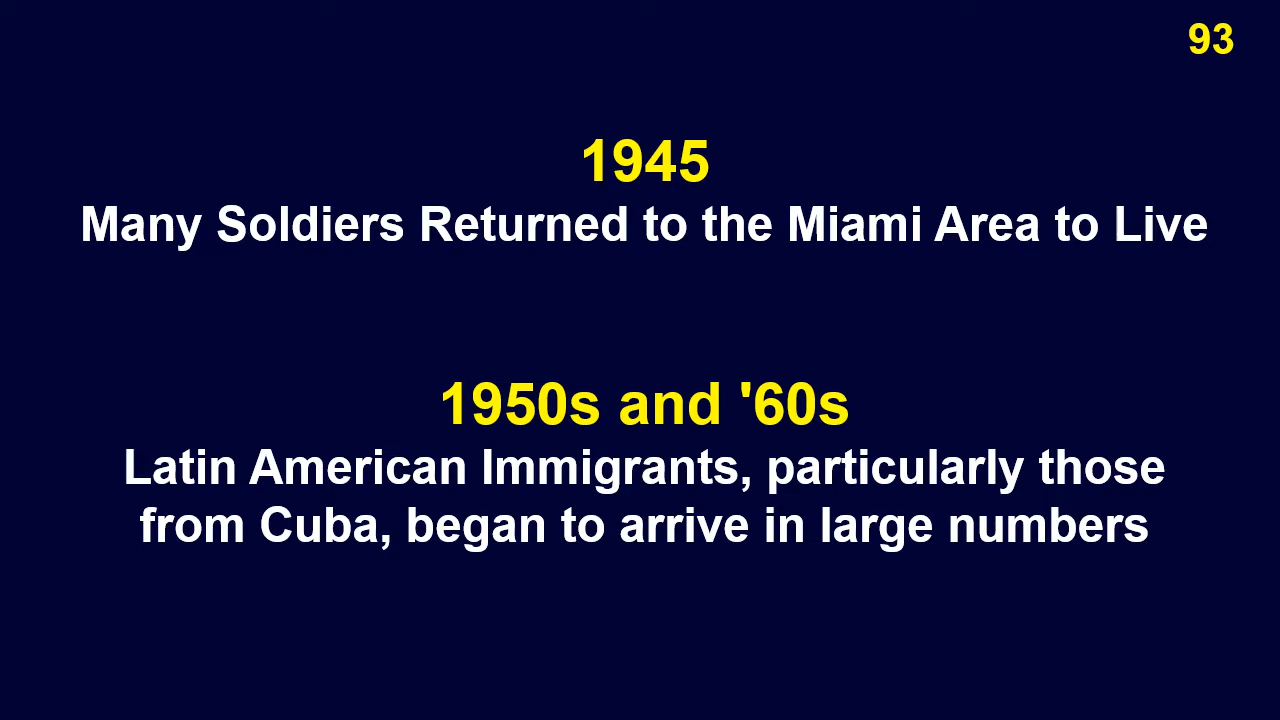 93
1945
Many Soldiers Returned to the Miami Area to Live
1950s and '60s
Latin American Immigrants, particularly those
from Cuba, began to arrive in large numbers